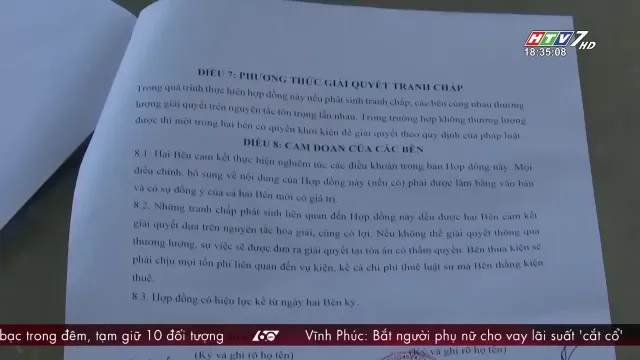 HTV7 HD
18:35:08
ĐIỀU 7: PHƯƠNG THỨC GIẢI QUYẾT TRANH CHẤP
Trong quá trình thực hiện hợp đồng này nếu phát sinh tranh chấp, các bên cùng nhau thương
lượng giải quyết trên nguyên tắc tôn trọng lẫn nhau. Trong trường hợp không thương lượng
được thì một trong hai bên có quyền khởi kiện để giải quyết theo quy định của pháp luật
ĐIỀU 8: CAM ĐOAN CỦA CÁC BÊN
8.1. Hai Bên cam kết thực hiện nghiêm túc các điều khoản trong bản Hợp đồng này. Mọi
điều chỉnh, bổ sung về nội dung của Hợp đồng này (nếu có) phải được lâm bằng văn bản
và có sự đồng ý của cả hai Bên mới có giá trị.
8.2. Những tranh chấp phát sinh liên quan đến Hợp đồng này đều được hai Bên cam kết
giải quyết dựa trên nguyên tắc hòa giải, cùng có lợi. Nếu không thể giải quyết thông qua
thương lượng, sự việc sẽ được đưa ra giải quyết tại tòa án có thẩm quyền. Bên thua kiện sẽ
phải chịu mọi tổn phí liên quan đến vụ kiện, kể cả chi phí thuê luật sư mà Bên thắng kiện
thuê.
8.3. Hợp đồng có hiệu lực kể từ ngày hai Bên ký.
bạc trong đêm, tạm giữ 10 đối tượng
Vĩnh Phúc: Bắt người phụ nữ cho vay lãi suất 'cắt cổ'
(Ký và ghi rõ họ tên)
(Ký và ghi rõ họ tên)